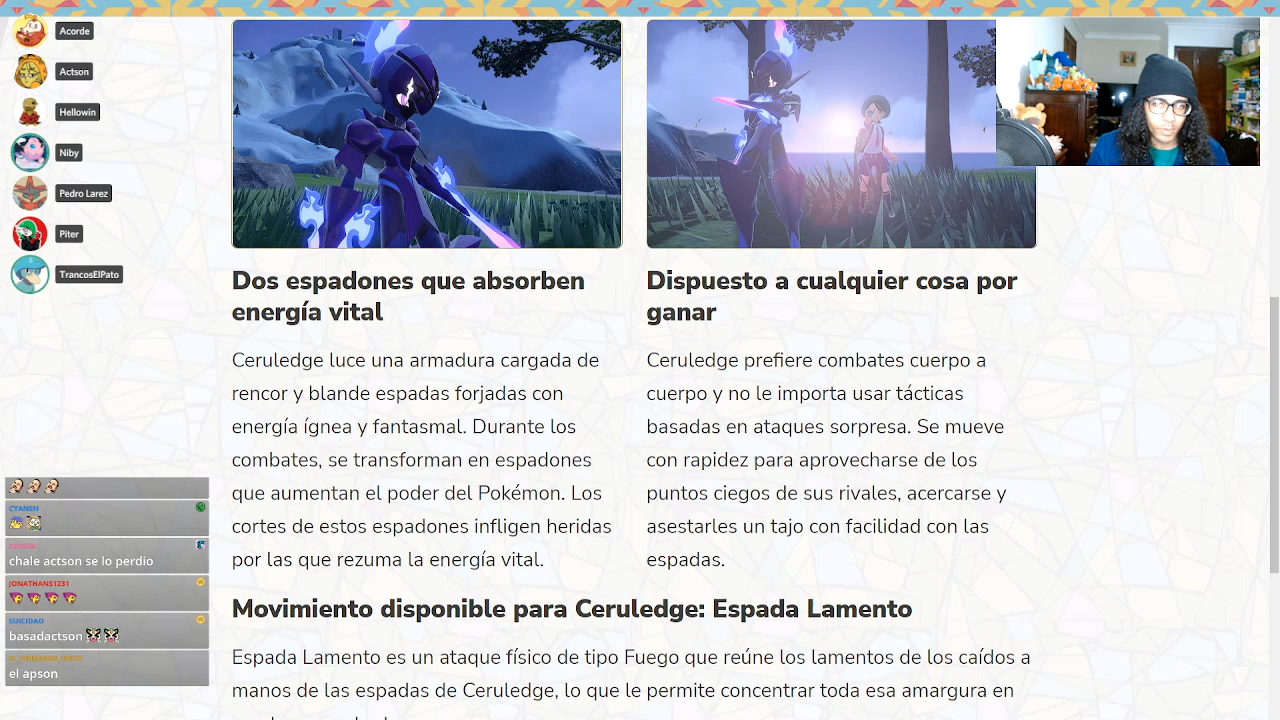 Acorde
Actson
Hellowin
Niby
Pedro Larez
Piter
TrancosElPato
Dos espadones que absorben
energía vital
Ceruledge luce una armadura cargada de
rencor y blande espadas forjadas con
energía ígnea y fantasmal. Durante los
combates, se transforman en espadones
que aumentan el poder del Pokémon. Los
cortes de estos espadones infligen heridas
por las que rezuma la energía vital.
Dispuesto a cualquier cosa por
ganar
Ceruledge prefiere combates cuerpo a
cuerpo y no le importa usar tácticas
basadas en ataques sorpresa. Se mueve
con rapidez para aprovecharse de los
puntos ciegos de sus rivales, acercarse y
asestarles un tajo con facilidad con las
espadas.
Movimiento disponible para Ceruledge: Espada Lamento
Espada Lamento es un ataque físico de tipo Fuego que reúne los lamentos de los caídos a
manos de las espadas de Ceruledge, lo que le permite concentrar toda esa amargura en
CYANEH
chale actson se lo perdio
JONATHANS1231
SUICIDAO
basadactson
el apson